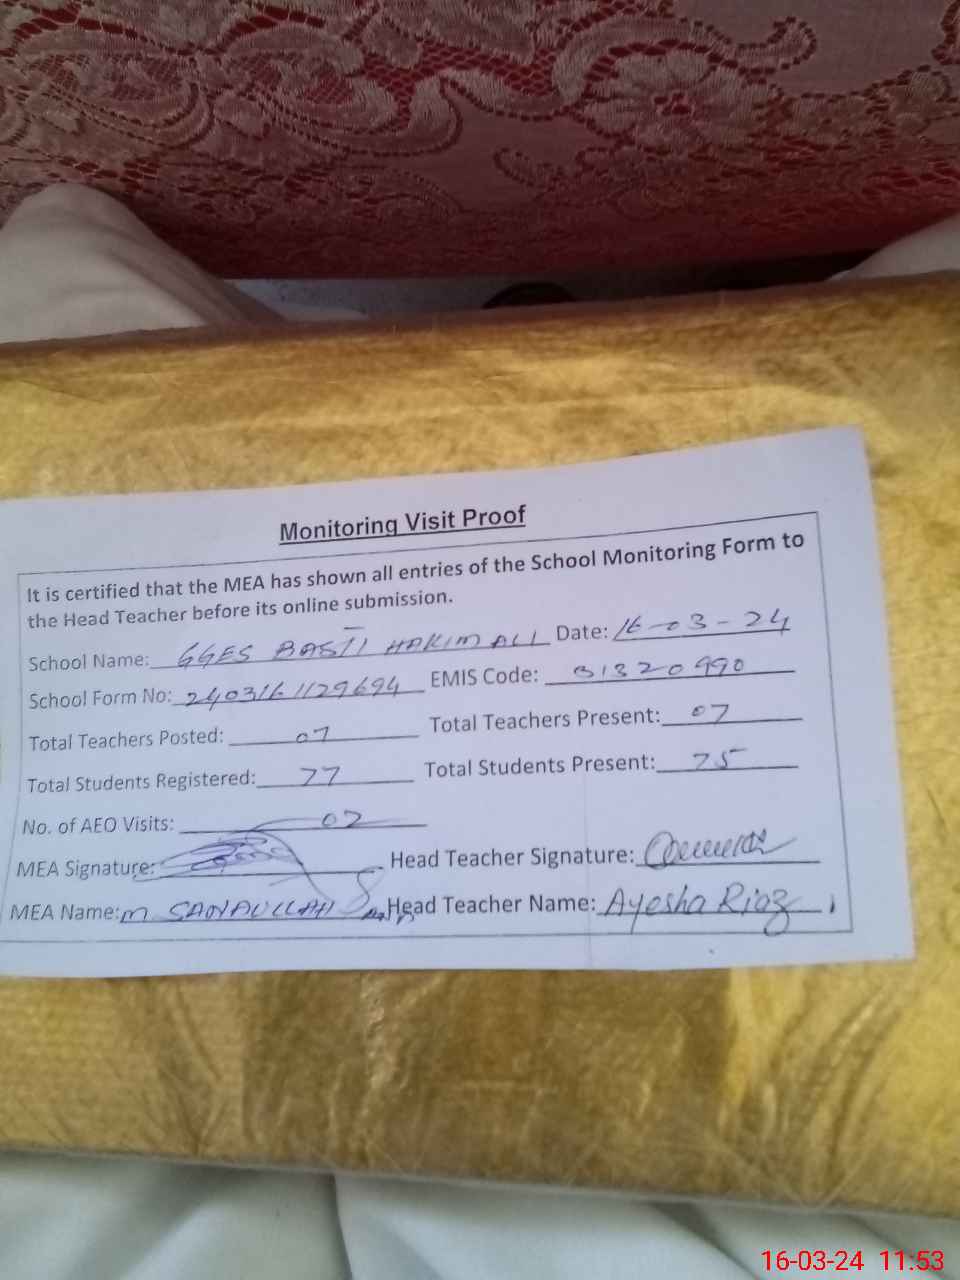 Monitoring Visit Proof
It is certified that the MEA has shown all entries of the School Monitoring Form to
the Head Teacher before its online submission.
School Name: GGES BASTI HAKIM ALI Date: 16-03-24
School Form No: 2403161129694 EMIS Code: 31320990
Total Teachers Posted: 07 Total Teachers Present: 07
Total Students Registered: 77 Total Students Present: 75
No. of AEO Visits: 02
MEA Signature: Head Teacher Signature:
MEA Name: M SANAULLAH Head Teacher Name: Ayesha Riaz
16-03-24 11:53